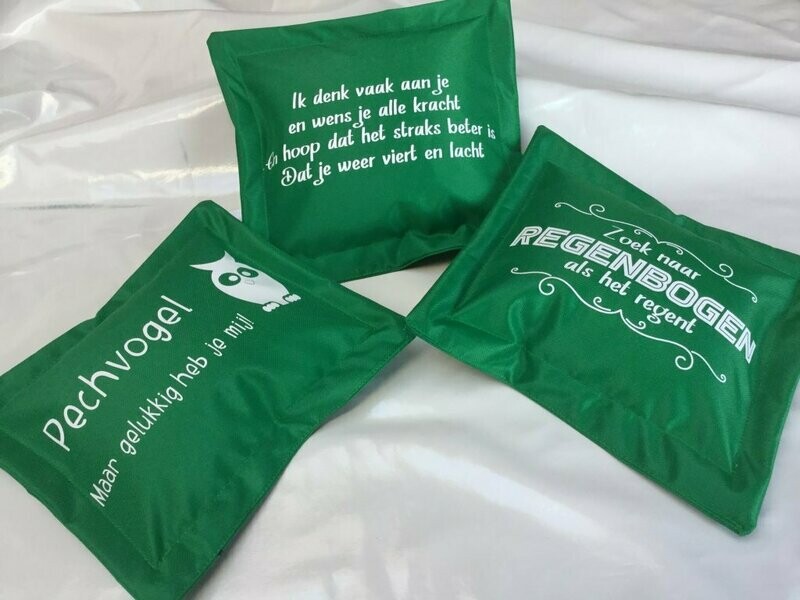 Ik denk vaak aan je
en wens je alle kracht
En hoop dat het straks beter is
Dat je weer viert en lacht
Pechvogel
Maar gelukkig heb je mij!
Zoek naar
REGENBOGEN
als het regent